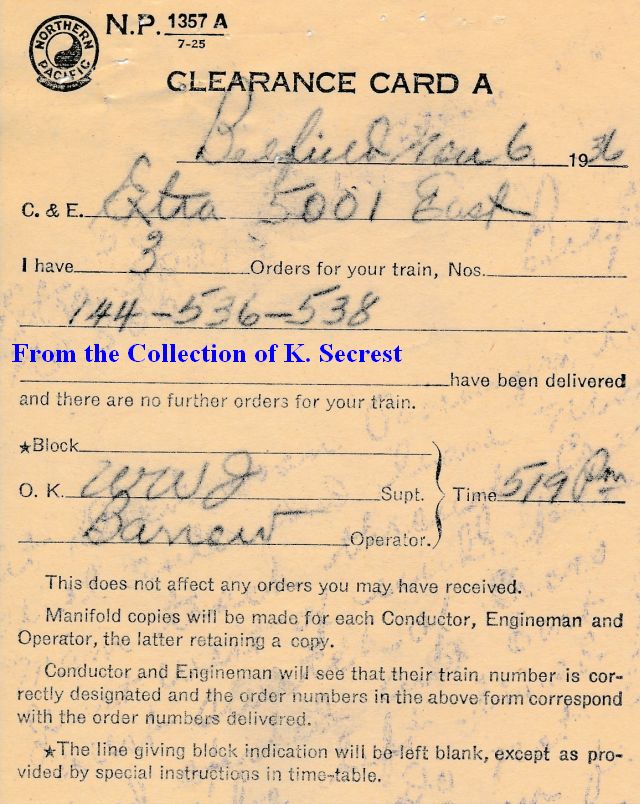 NORTHERN PACIFIC
N.P. 1357 A
7-25
CLEARANCE CARD A
Belfield Nov 6 1936
C. & E. Extra 5001 East
I have 3 Orders for your train, Nos.
144-536-538
From the Collection of K. Secrest
have been delivered
and there are no further orders for your train.
★Block
O. K. WWJ Supt. Time 519 Pm
Barrow Operator.
This does not affect any orders you may have received.
Manifold copies will be made for each Conductor, Engineman and
Operator, the latter retaining a copy.
Conductor and Engineman will see that their train number is cor-
rectly designated and the order numbers in the above form correspond
with the order numbers delivered.
★The line giving block indication will be left blank, except as pro-
vided by special instructions in time-table.